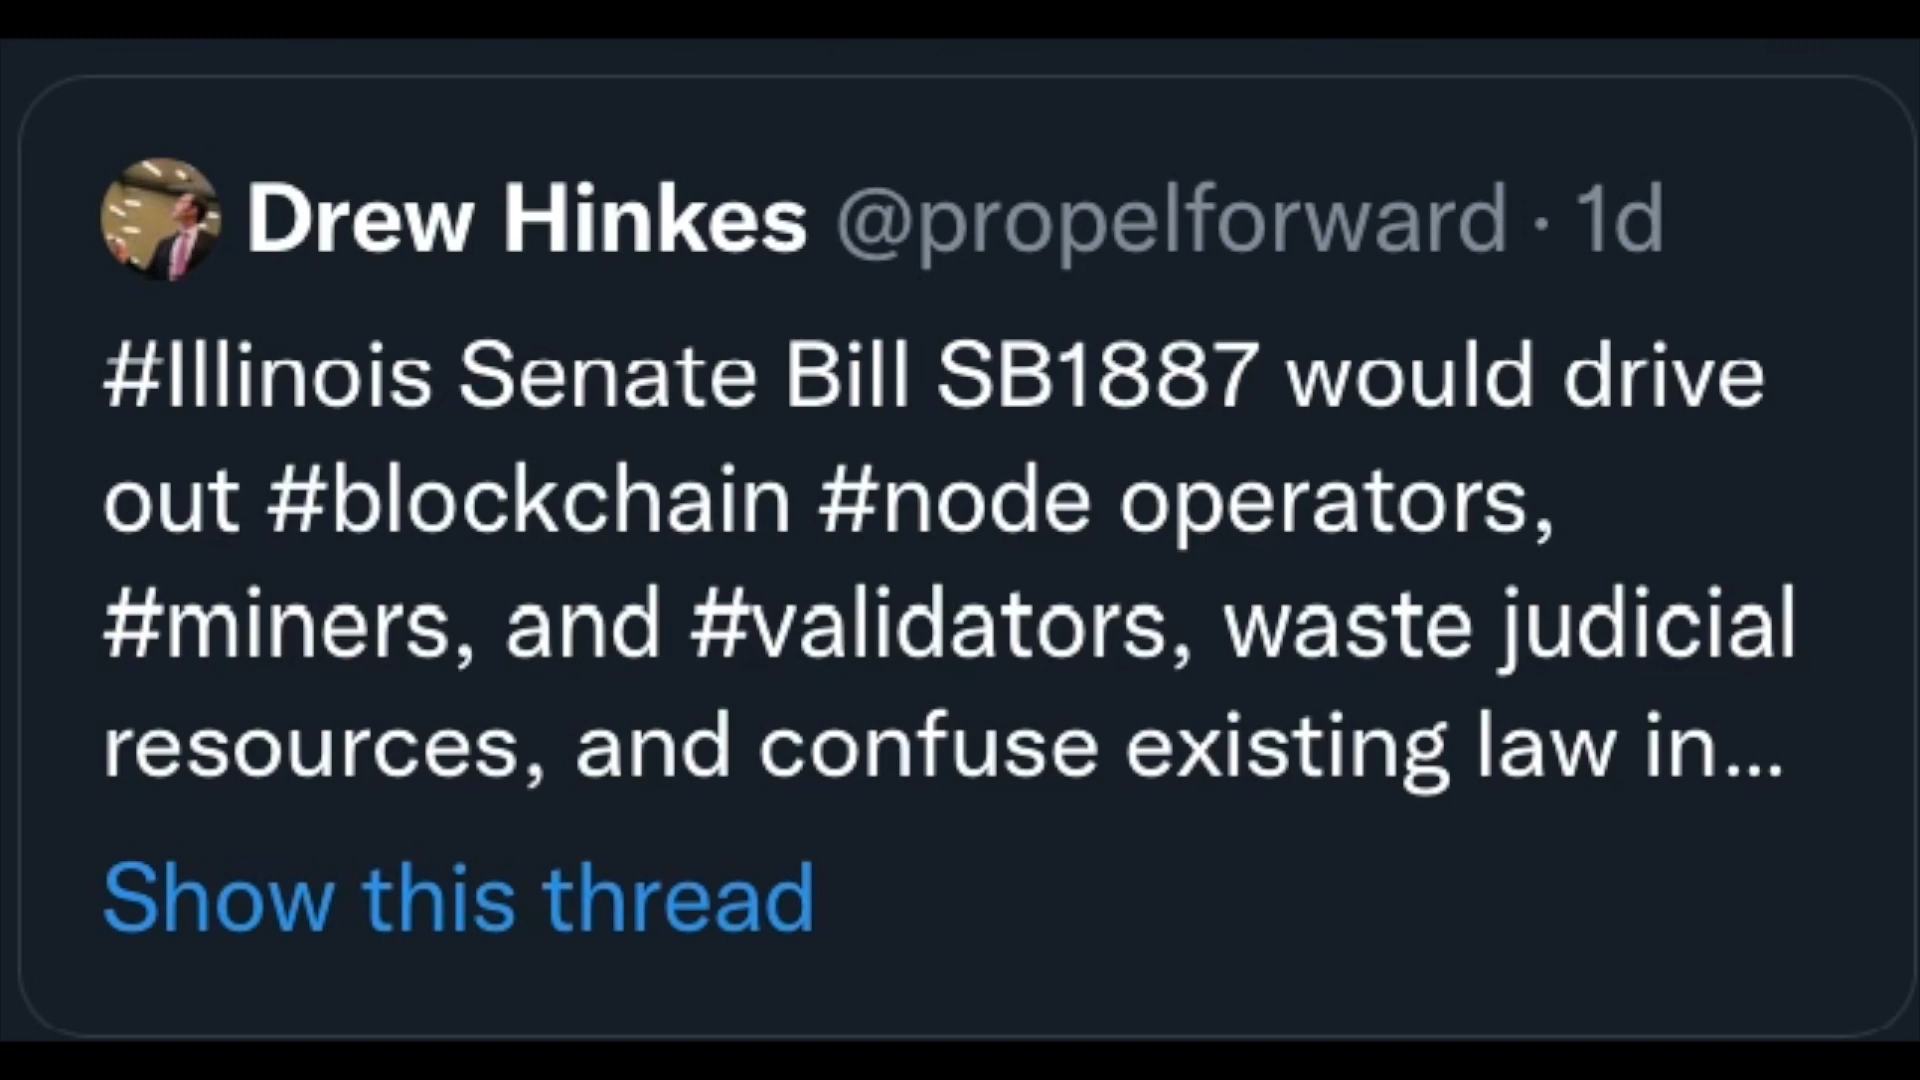 Drew Hinkes @propelforward · 1d
#Illinois Senate Bill SB1887 would drive
out #blockchain #node operators,
#miners, and #validators, waste judicial
resources, and confuse existing law in...
Show this thread